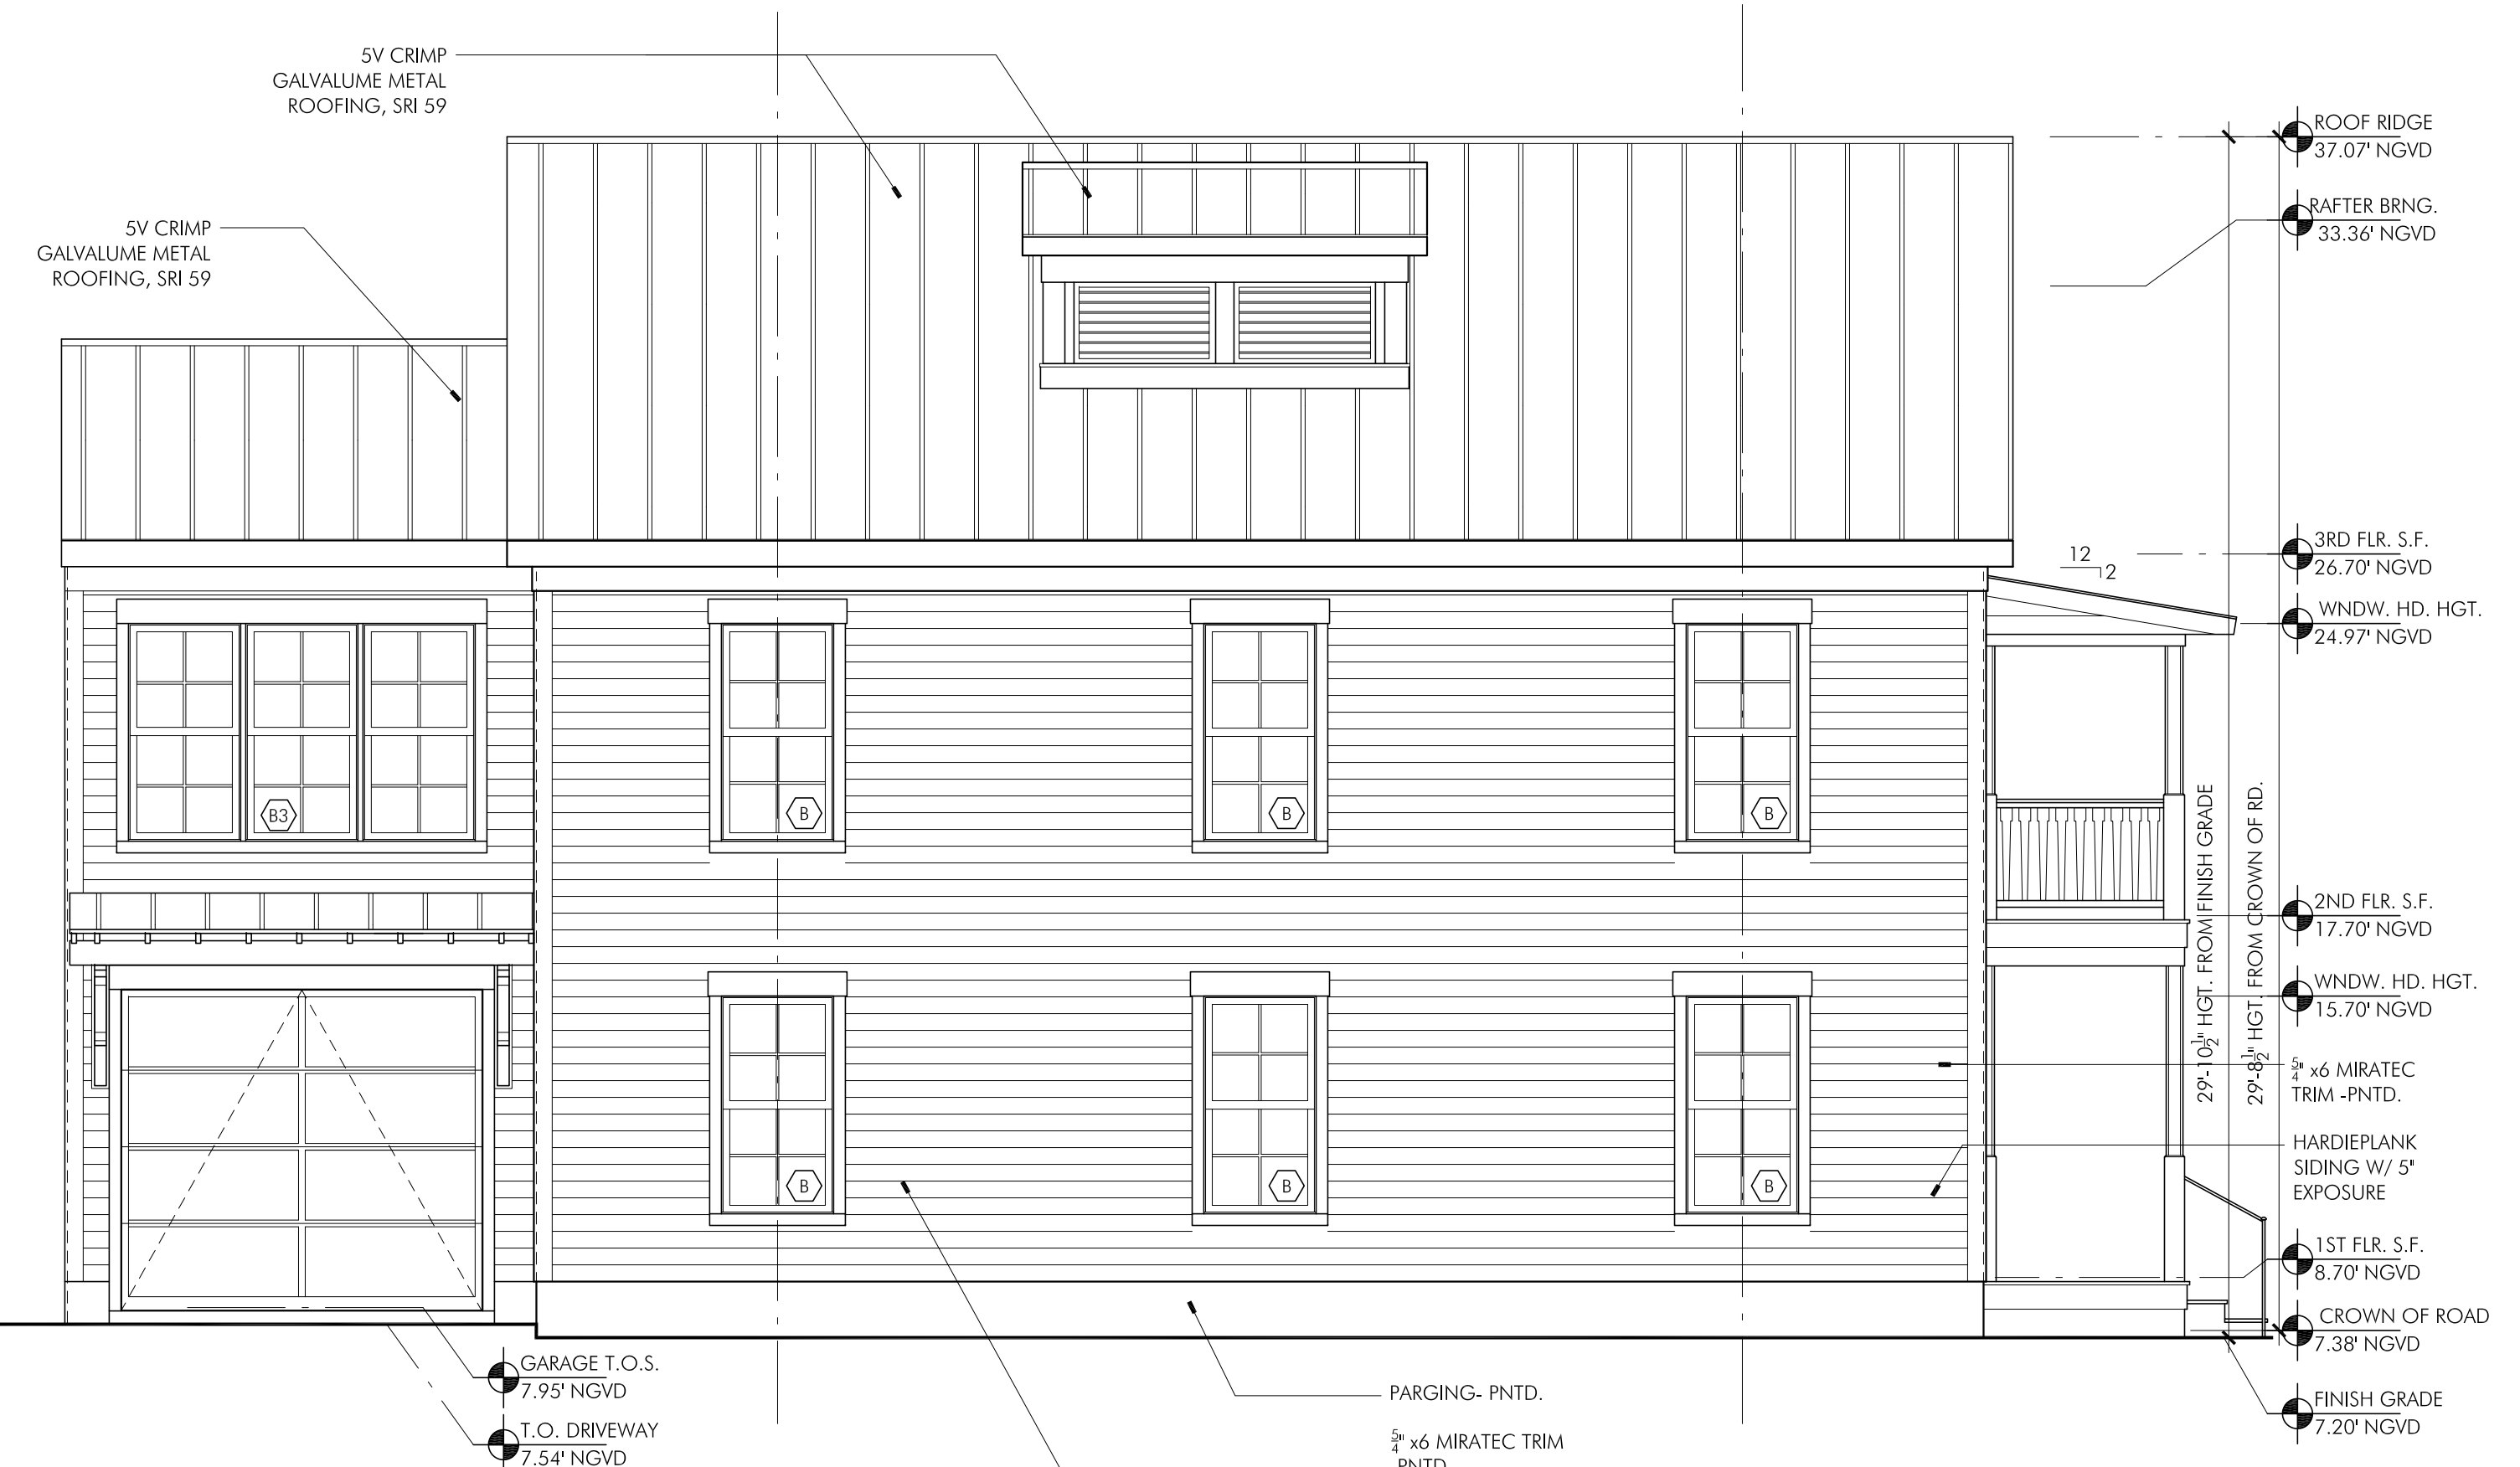 5V CRIMP
GALVALUME METAL
ROOFING, SRI 59
5V CRIMP
GALVALUME METAL
ROOFING, SRI 59
ROOF RIDGE
37.07' NGVD
RAFTER BRNG.
33.36' NGVD
12
2
3RD FLR. S.F.
26.70' NGVD
WNDW. HD. HGT.
24.97' NGVD
B3
B
B
B
2ND FLR. S.F.
17.70' NGVD
WNDW. HD. HGT.
15.70' NGVD
29'-10 1/2" HGT. FROM FINISH GRADE
29'-8 1/2" HGT. FROM CROWN OF RD.
5/4" x6 MIRATEC
TRIM -PNTD.
HARDIEPLANK
SIDING W/ 5"
EXPOSURE
B
B
B
1ST FLR. S.F.
8.70' NGVD
CROWN OF ROAD
7.38' NGVD
FINISH GRADE
7.20' NGVD
GARAGE T.O.S.
7.95' NGVD
T.O. DRIVEWAY
7.54' NGVD
PARGING- PNTD.
5/4" x6 MIRATEC TRIM
PNTD